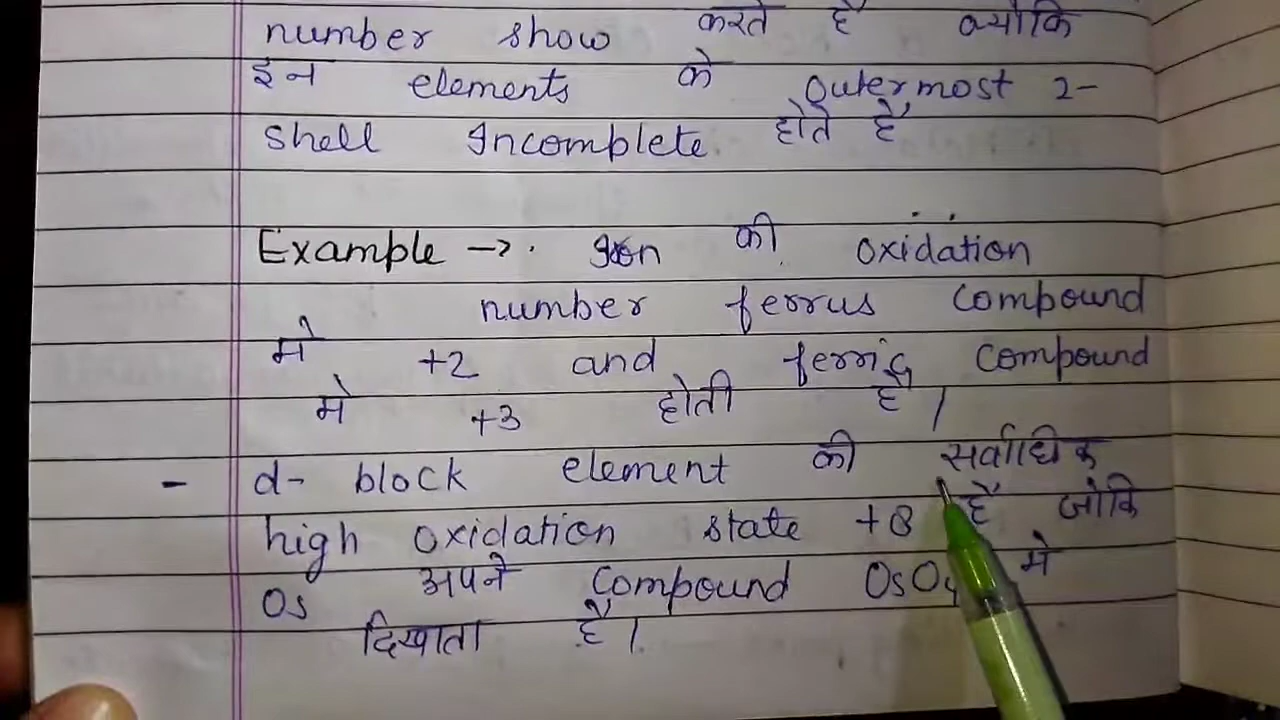 number show करते हैं क्योकि
इन elements के outermost 2-
shell Incomplete होते हैं,
Example → Iron की oxidation
number ferrus compound
मे +2 and ferric compound
मे +3 होती है।
- d- block element की सर्वाधिक
high oxidation state +8 हैं जोकि
Os अपने compound OsO4 मे
दिखाता है।